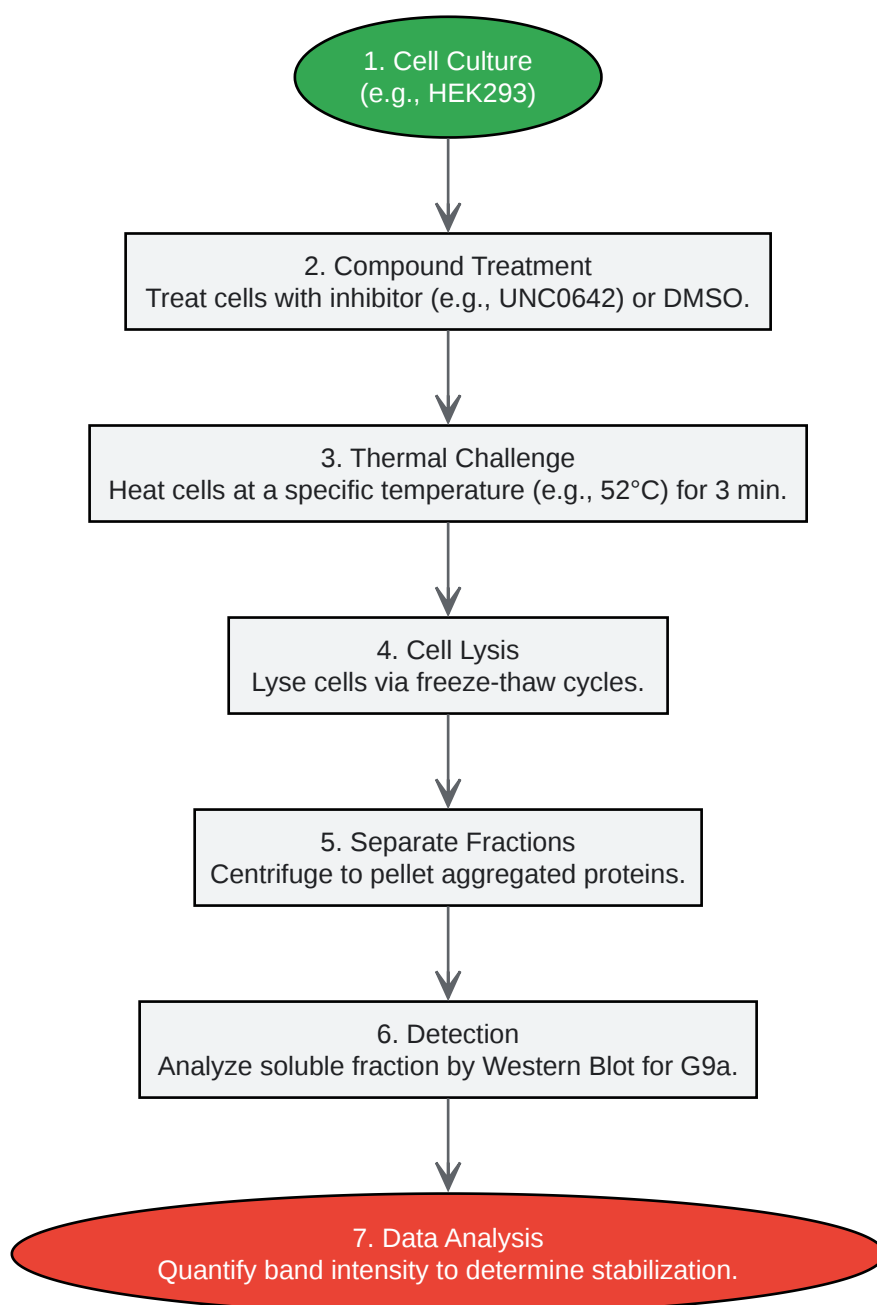 1. Cell Culture
(e.g., HEK293)
2. Compound Treatment
Treat cells with inhibitor (e.g., UNC0642) or DMSO.
3. Thermal Challenge
Heat cells at a specific temperature (e.g., 52°C) for 3 min.
4. Cell Lysis
Lyse cells via freeze-thaw cycles.
5. Separate Fractions
Centrifuge to pellet aggregated proteins.
6. Detection
Analyze soluble fraction by Western Blot for G9a.
7. Data Analysis
Quantify band intensity to determine stabilization.